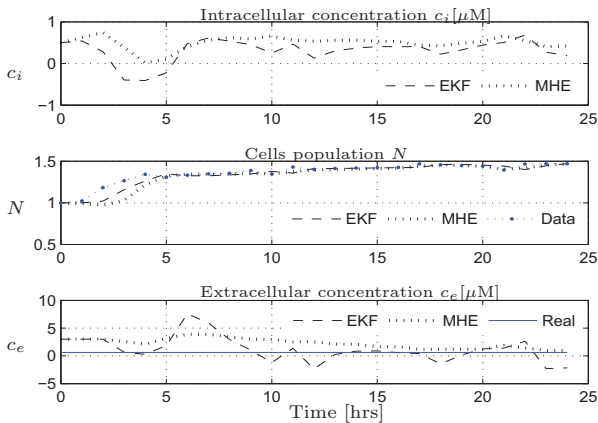 Intracellular concentration c_i[μM]
1
0
−1
c_i
EKF
MHE
0 5 10 15 20 25
Cells population N
1.5
1
0.5
N
EKF
MHE
Data
0 5 10 15 20 25
Extracellular concentration c_e[μM]
10
5
0
−5
c_e
EKF
MHE
Real
0 5 10 15 20 25
Time [hrs]